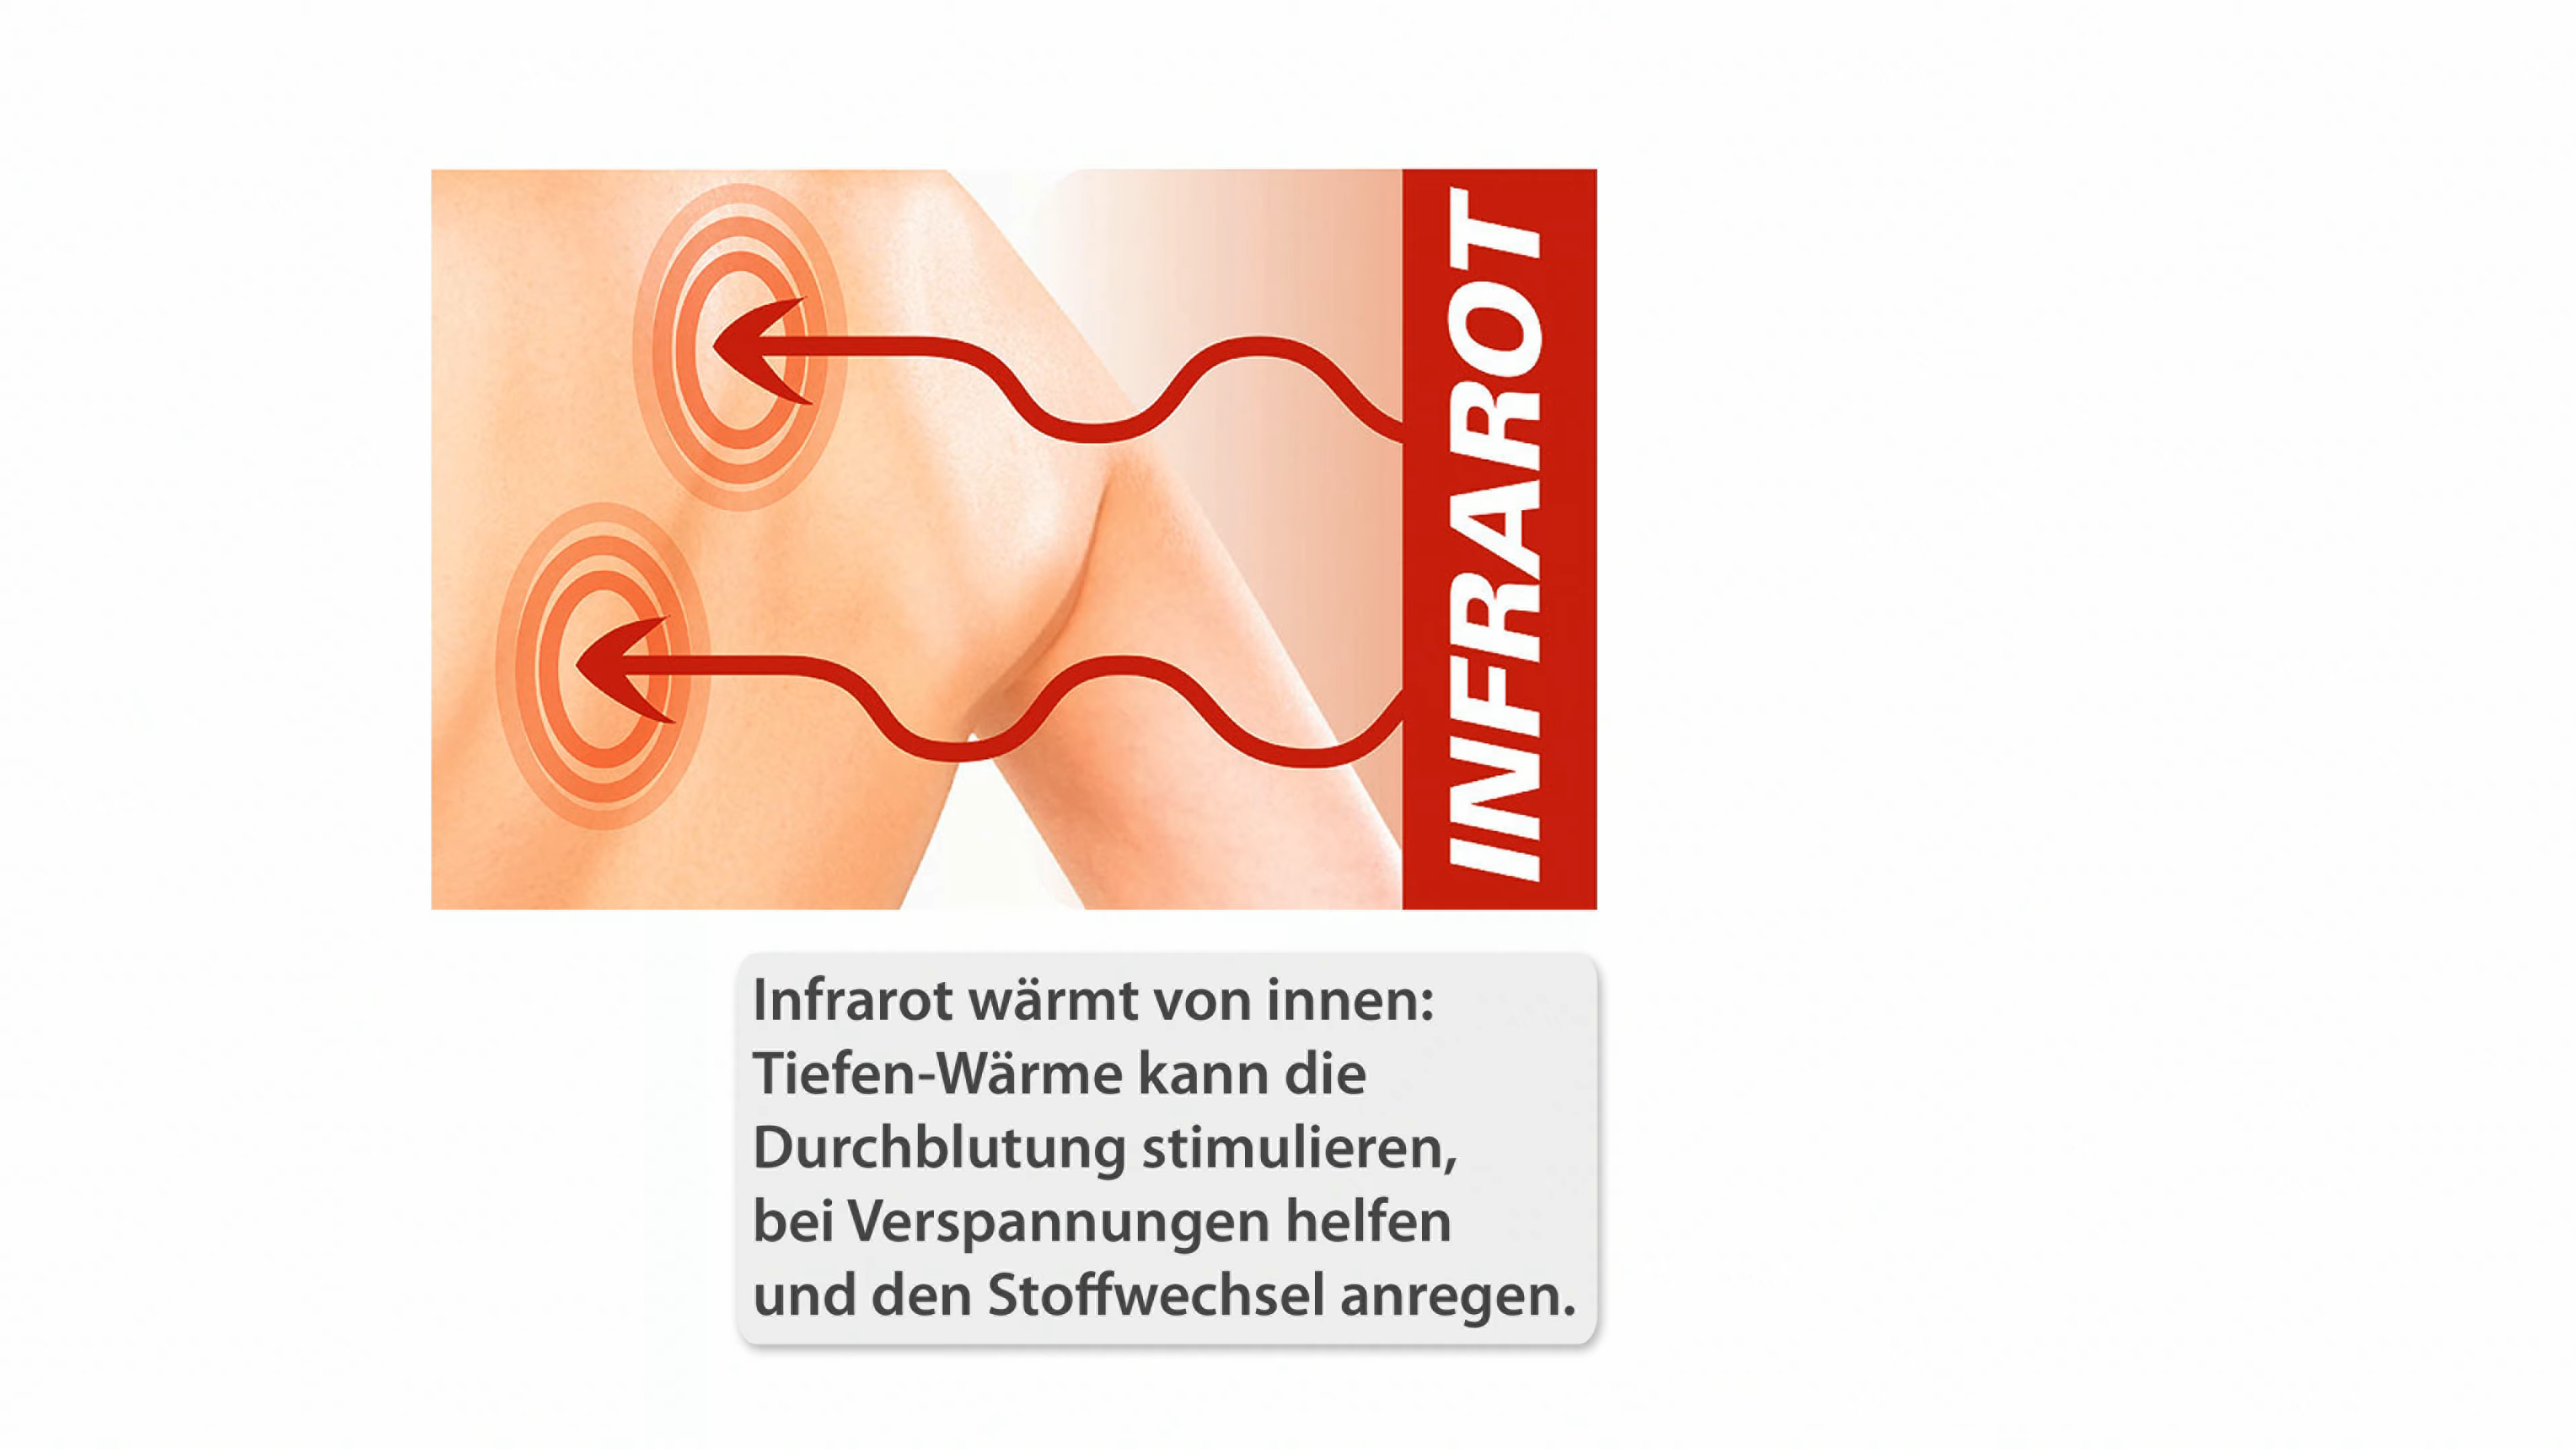 INFRAROT
Infrarot wärmt von innen:
Tiefen-Wärme kann die
Durchblutung stimulieren,
bei Verspannungen helfen
und den Stoffwechsel anregen.